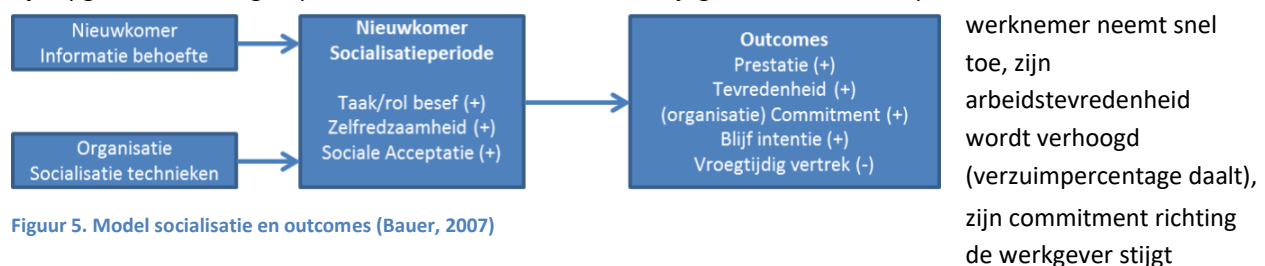 Nieuwkomer
Informatie behoefte
Organisatie
Socialisatie technieken
Nieuwkomer
Socialisatieperiode
Taak/rol besef (+)
Zelfredzaamheid (+)
Sociale Acceptatie (+)
Outcomes
Prestatie (+)
Tevredenheid (+)
(organisatie) Commitment (+)
Blijf intentie (+)
Vroegtijdig vertrek (-)
Figuur 5. Model socialisatie en outcomes (Bauer, 2007)
werknemer neemt snel
toe, zijn
arbeidstevredenheid
wordt verhoogd
(verzuimpercentage daalt),
zijn commitment richting
de werkgever stijgt